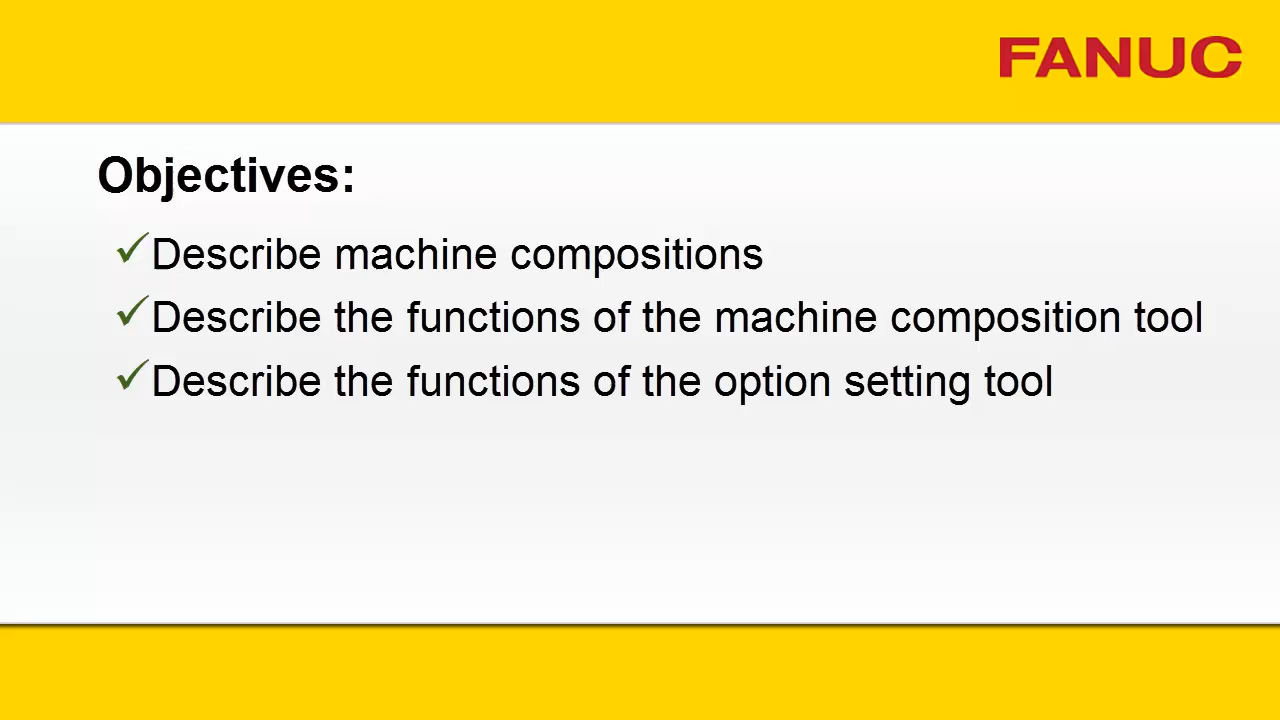 FANUC
Objectives:
✓Describe machine compositions
✓Describe the functions of the machine composition tool
✓Describe the functions of the option setting tool